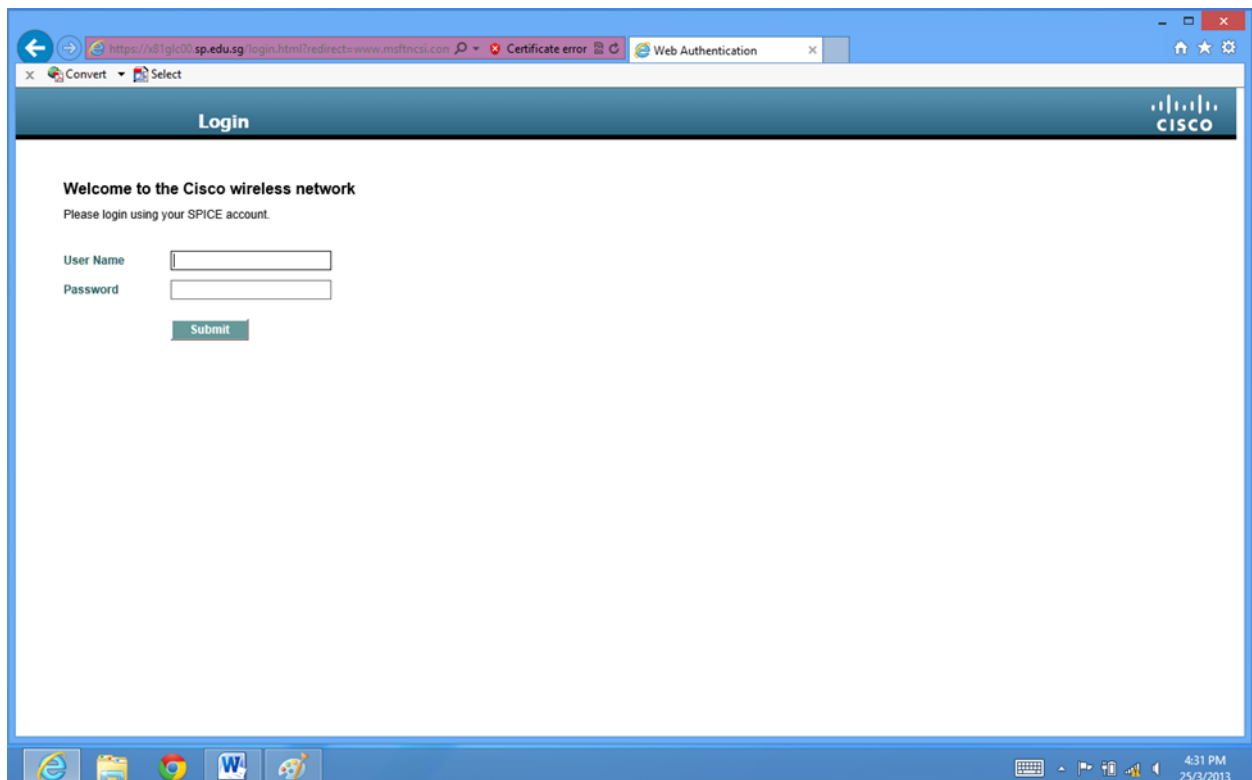 https://x81glc00.sp.edu.sg/login.html?redirect=www.msftncsi.con Certificate error Web Authentication
x Convert Select
Login
CISCO
Welcome to the Cisco wireless network
Please login using your SPICE account.
User Name
Password
Submit
4:31 PM
25/3/2013